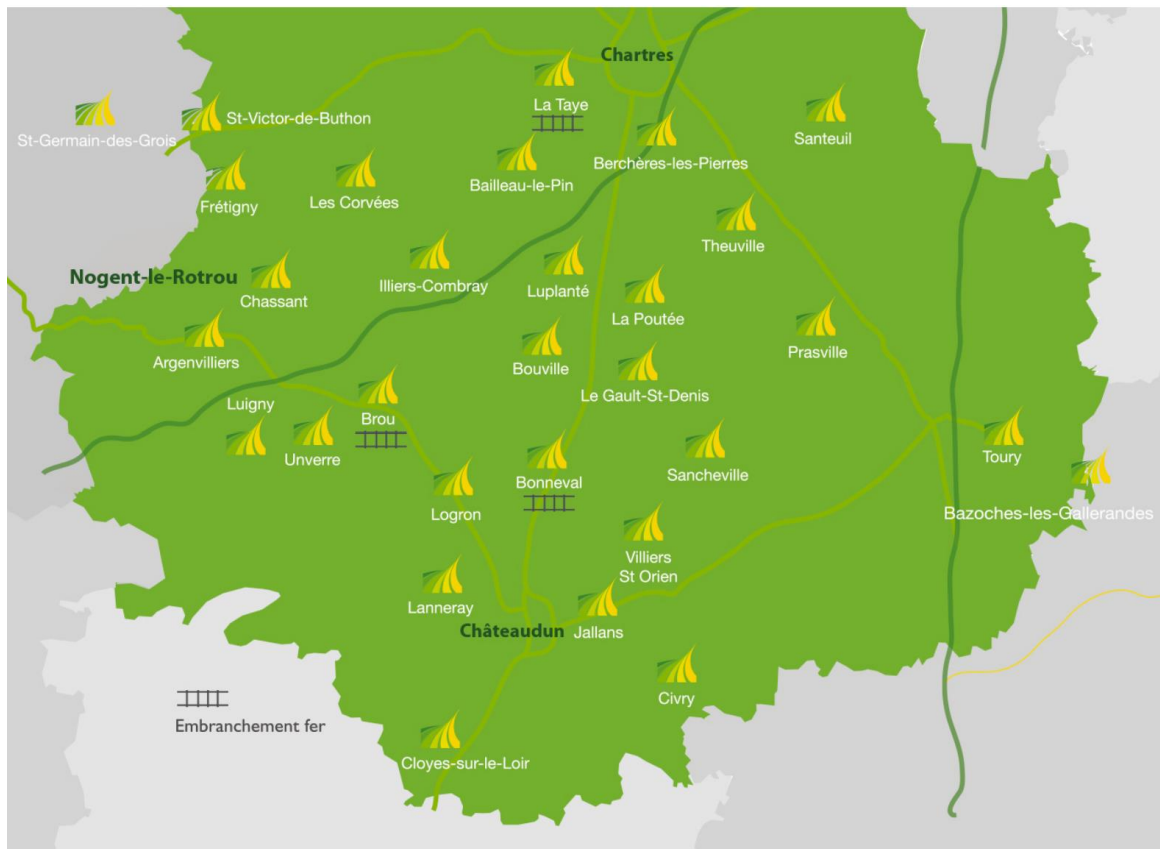 Chartres
La Taye
St-Victor-de-Buthon
Santeuil
St-Germain-des-Grois
Berchères-les-Pierres
Bailleau-le-Pin
Les Corvées
Frétigny
Theuville
Nogent-le-Rotrou
Illiers-Combray
Luplanté
Chassant
La Poutée
Prasville
Argenvilliers
Bouville
Le Gault-St-Denis
Luigny
Brou
Unverre
Toury
Sancheville
Bonneval
Logron
Bazoches-les-Gallerandes
Villiers
St Orien
Lanneray
Châteaudun
Jallans
Civry
Embranchement fer
Cloyes-sur-le-Loir